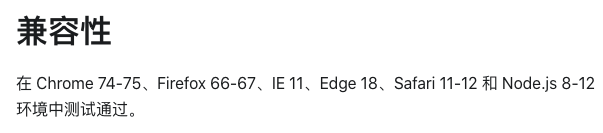 兼容性
在 Chrome 74-75、Firefox 66-67、IE 11、Edge 18、Safari 11-12 和 Node.js 8-12
环境中测试通过。